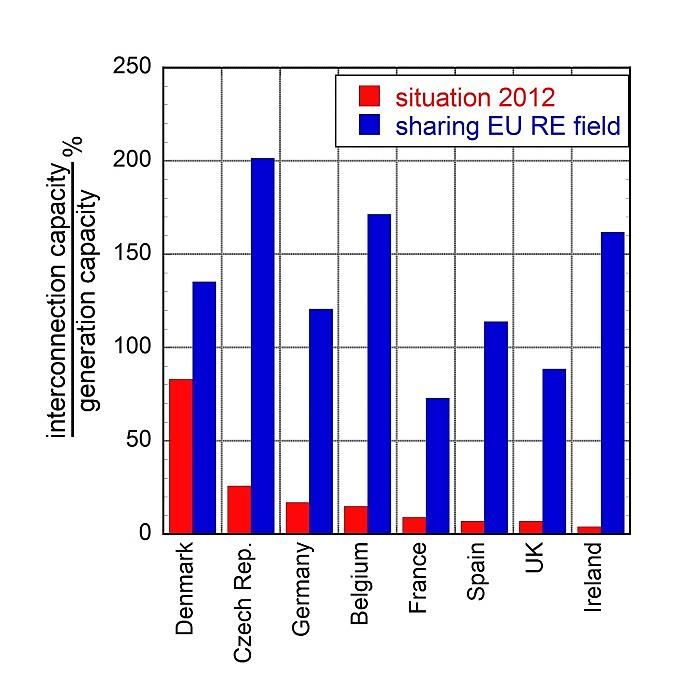 250
200
150
100
50
0
interconnection capacity
generation capacity
%
situation 2012
sharing EU RE field
Denmark
Czech Rep.
Germany
Belgium
France
Spain
UK
Ireland